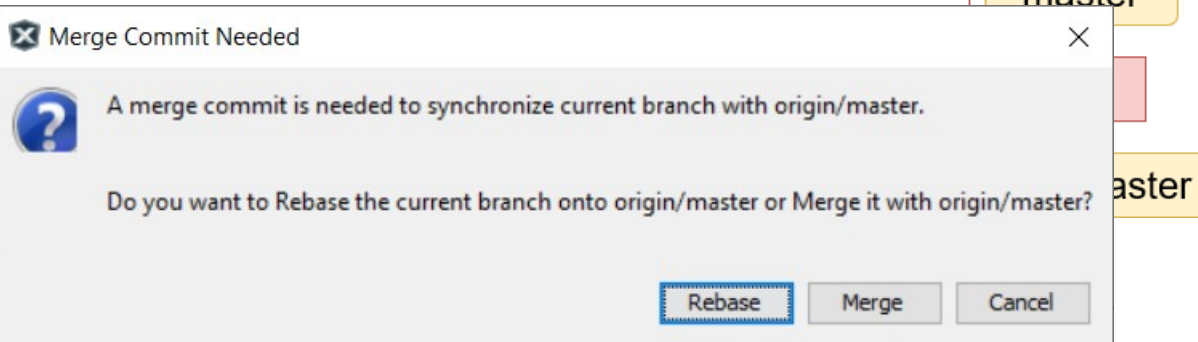 master
Merge Commit Needed
A merge commit is needed to synchronize current branch with origin/master.
aster
Do you want to Rebase the current branch onto origin/master or Merge it with origin/master?
Rebase Merge Cancel